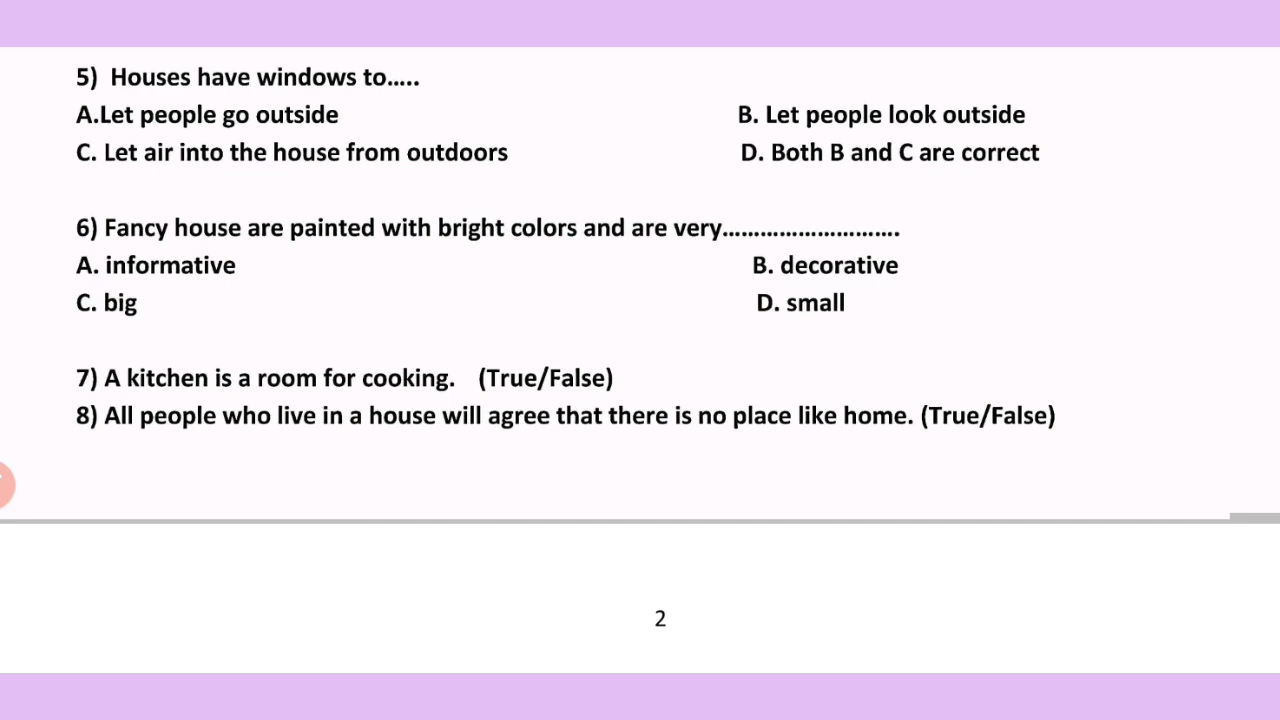 5) Houses have windows to.....
A.Let people go outside B. Let people look outside
C. Let air into the house from outdoors D. Both B and C are correct
6) Fancy house are painted with bright colors and are very............................
A. informative B. decorative
C. big D. small
7) A kitchen is a room for cooking. (True/False)
8) All people who live in a house will agree that there is no place like home. (True/False)
2